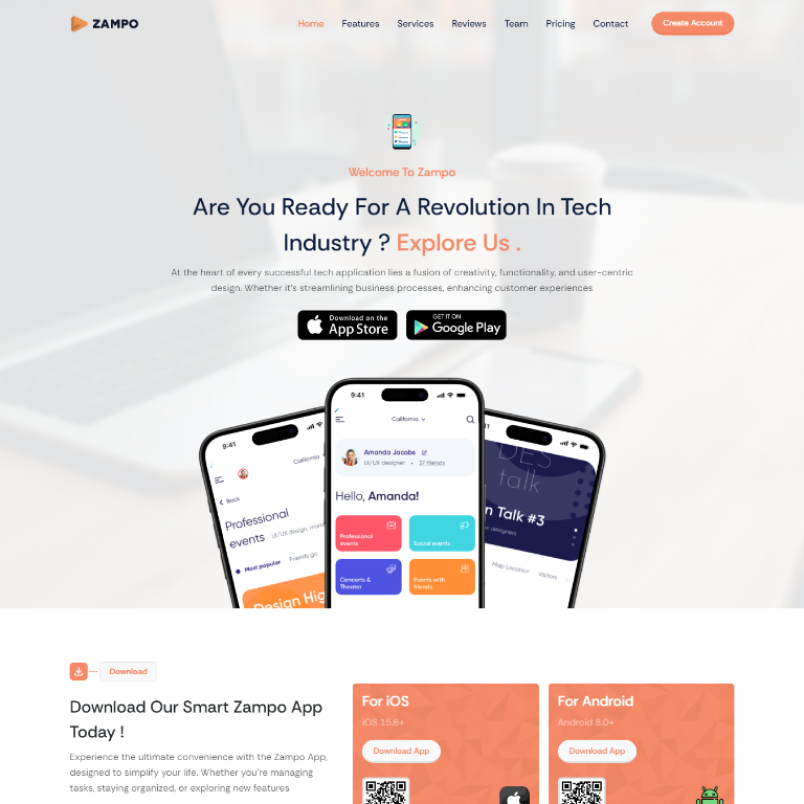 ZAMPO
Home Features Services Reviews Team Pricing Contact Create Account
Welcome To Zampo
Are You Ready For A Revolution In Tech
Industry ? Explore Us .
At the heart of every successful tech application lies a fusion of creativity, functionality, and user-centric
design. Whether it's streamlining business processes, enhancing customer experiences
Download on the
App Store
GET IT ON
Google Play
9:41
California
Back
Professional
events
UI/UX design,
Most popular
Friends go
Design Hig
9:41
California
Amanda Jacobs
UI/UX designer • 37 friends
Hello, Amanda!
Professional
events
Social events
Concerts &
Theater
Events with
friends
DES
talk
n Talk #3
designers
Map Location
Visitors
Download
Download Our Smart Zampo App
Today !
Experience the ultimate convenience with the Zampo App,
designed to simplify your life. Whether you're managing
tasks, staying organized, or exploring new features
For iOS
iOS 15.6+
Download App
For Android
Android 8.0+
Download App